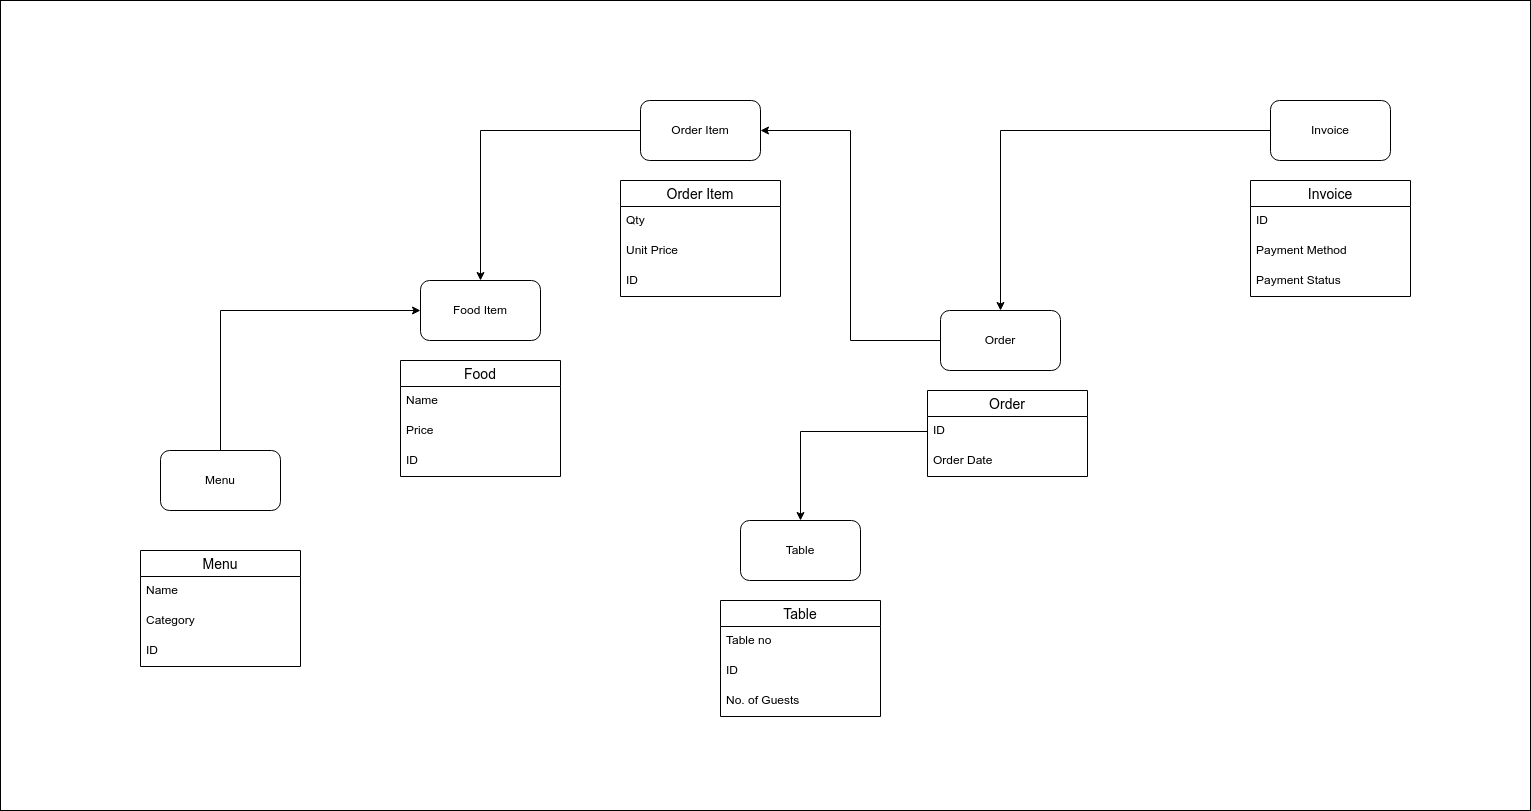 Order Item
Invoice
Order Item
Qty
Unit Price
ID
Invoice
ID
Payment Method
Payment Status
Food Item
Order
Food
Name
Price
ID
Order
ID
Order Date
Menu
Table
Menu
Name
Category
ID
Table
Table no
ID
No. of Guests